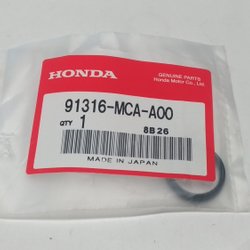 GENUINE PARTS
Honda Motor Co., Ltd.
HONDA
91316-MCA-A00
QTY 1
8B26
MADE IN JAPAN